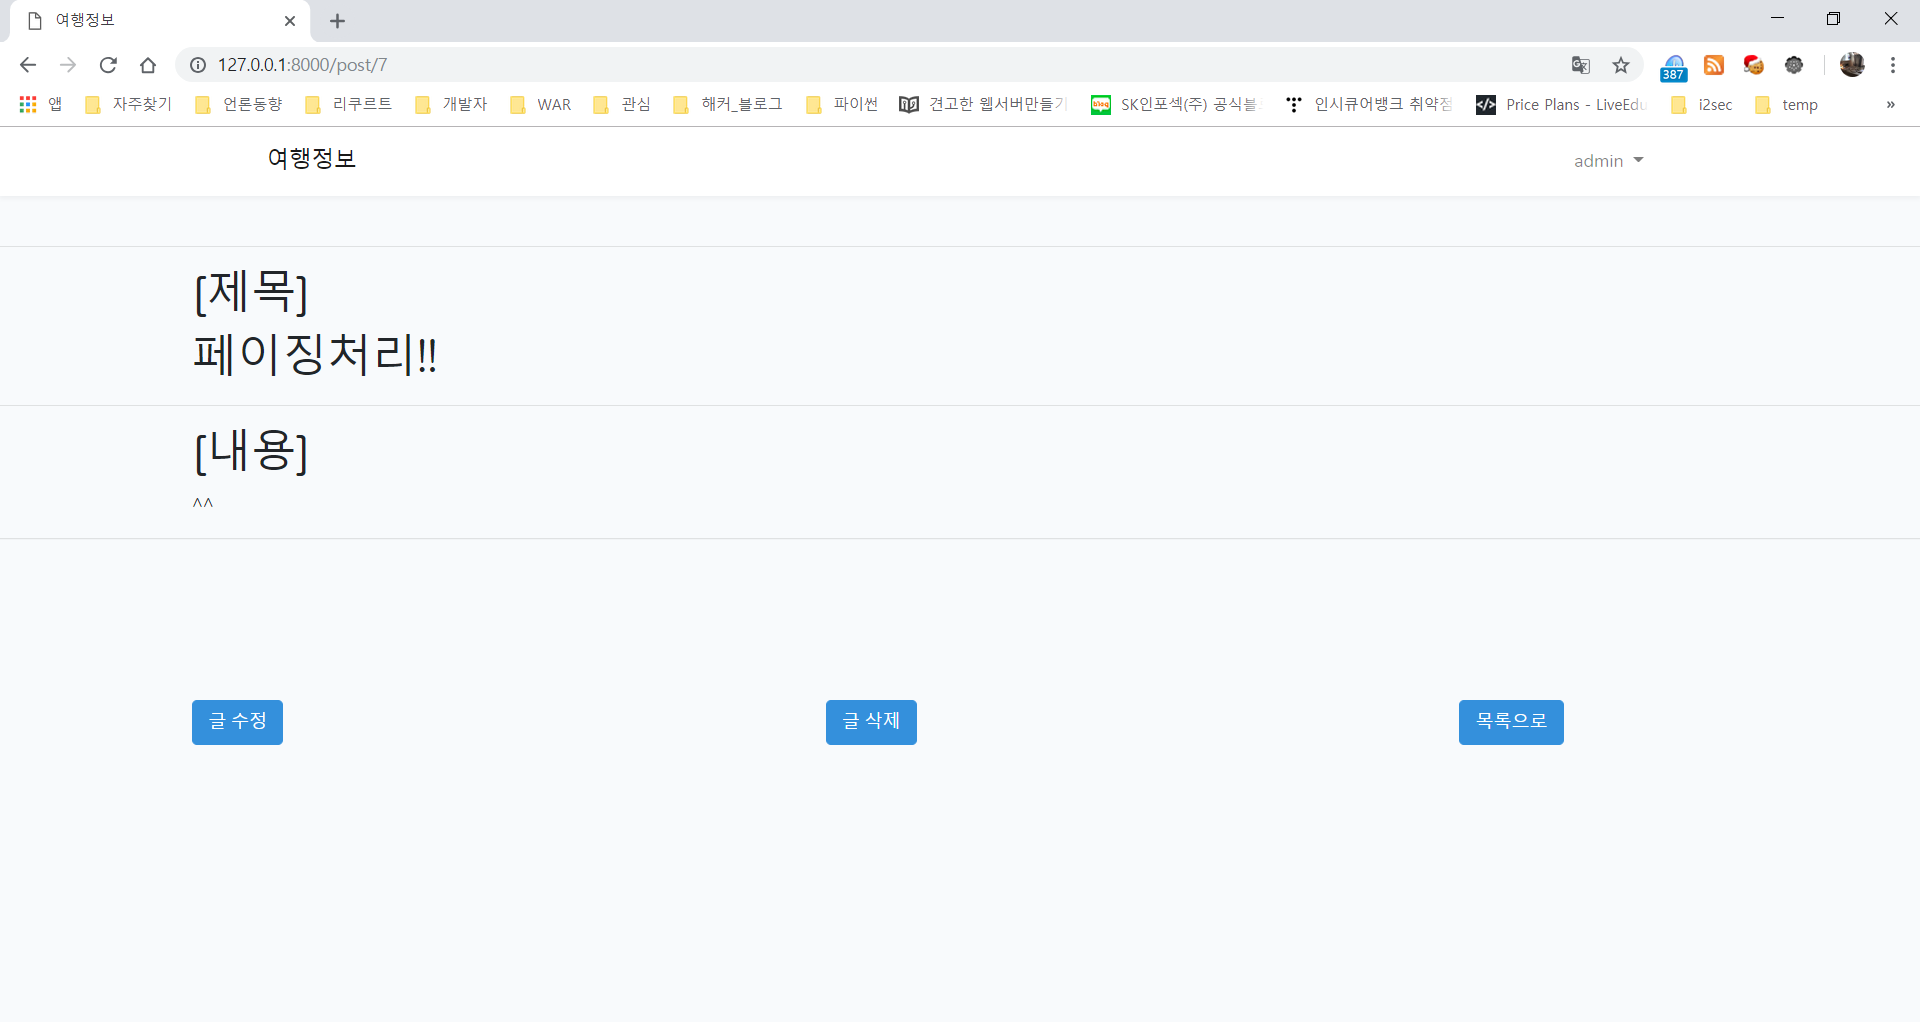 여행정보
127.0.0.1:8000/post/7
387
앱 자주찾기 언론동향 리쿠르트 개발자 WAR 관심 해커_블로그 파이썬 견고한 웹서버만들기 blog SK인포섹(주) 공식블 인시큐어뱅크 취약점 </> Price Plans - LiveEdu i2sec temp »
여행정보 admin
[제목]
페이징처리!!
[내용]
^^
글 수정 글 삭제 목록으로